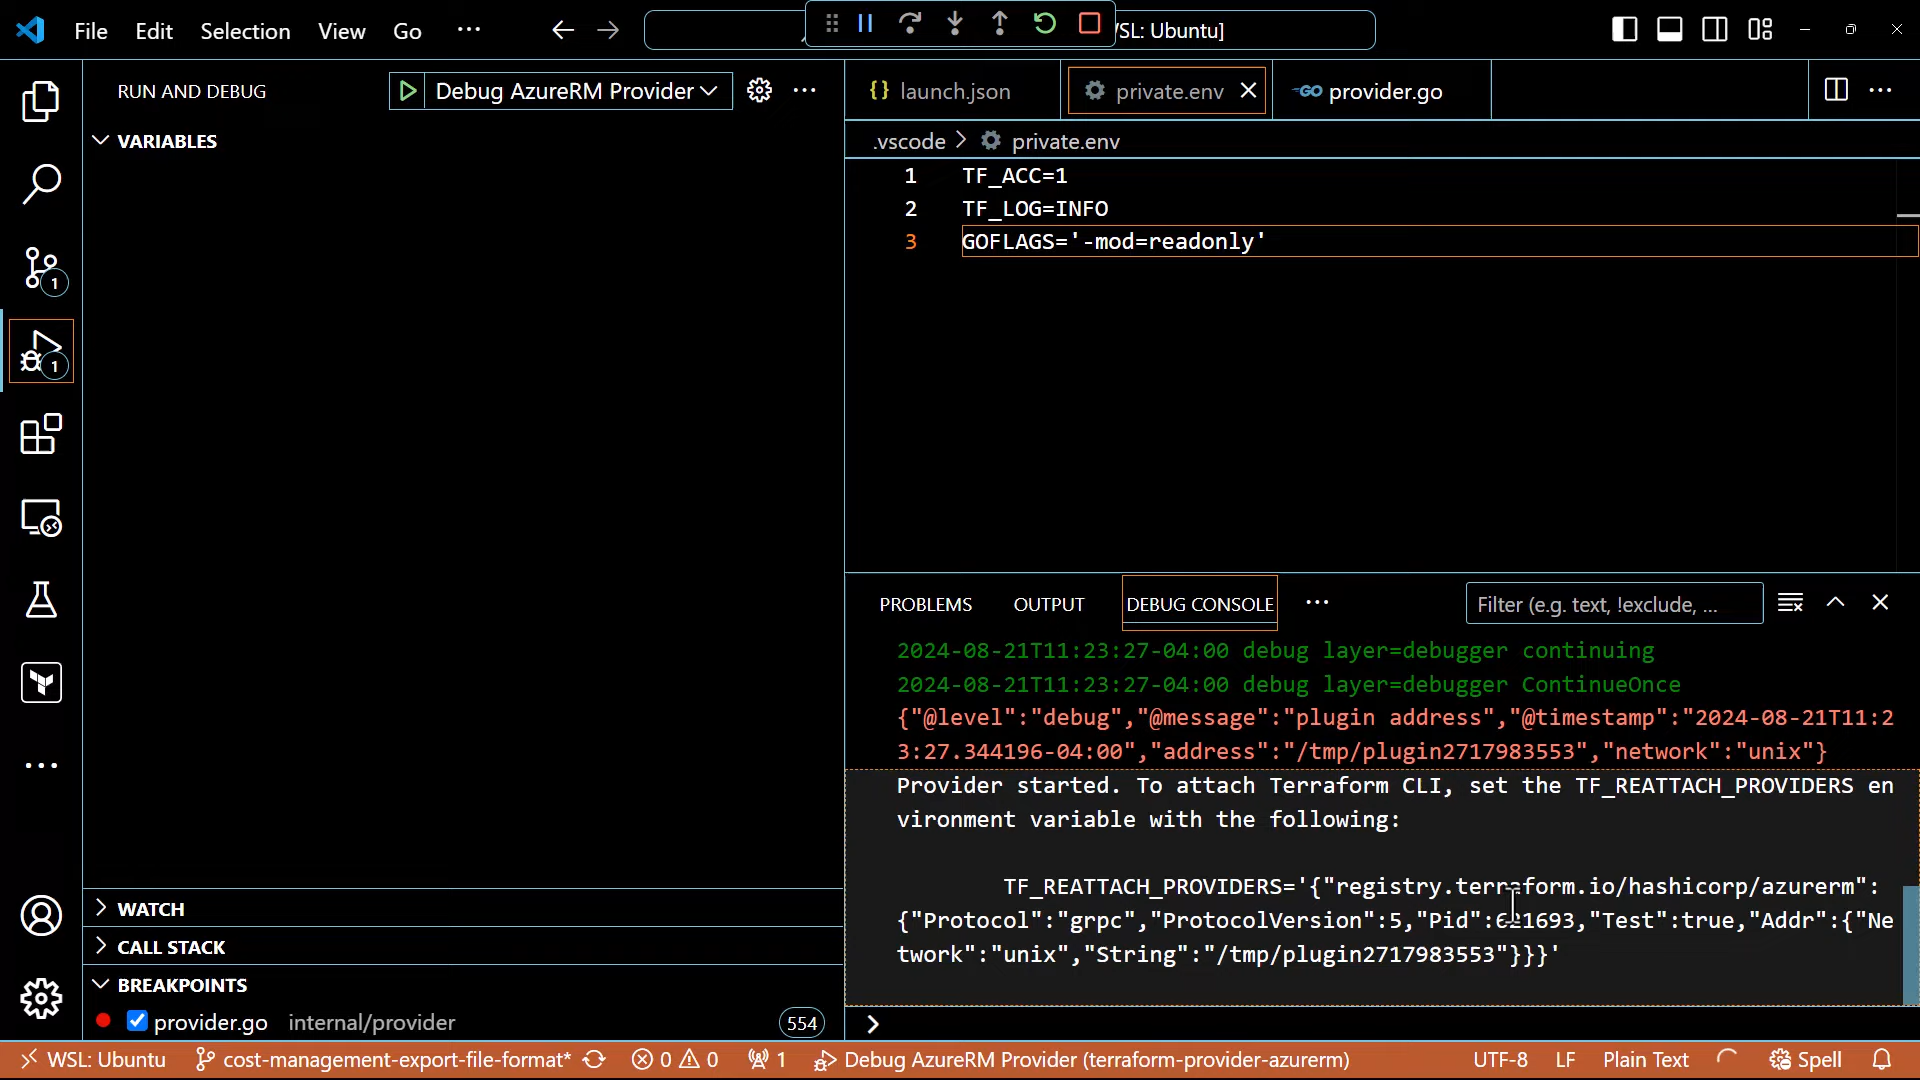 File Edit Selection View Go ··· /SL: Ubuntu]
RUN AND DEBUG Debug AzureRM Provider ···
VARIABLES
{} launch.json private.env GO provider.go ···
.vscode > private.env
1 TF_ACC=1
2 TF_LOG=INFO
3 GOFLAGS='-mod=readonly'
PROBLEMS OUTPUT DEBUG CONSOLE ··· Filter (e.g. text, !exclude, ...
2024-08-21T11:23:27-04:00 debug layer=debugger continuing
2024-08-21T11:23:27-04:00 debug layer=debugger ContinueOnce
{"@level":"debug","@message":"plugin address","@timestamp":"2024-08-21T11:2
3:27.344196-04:00","address":"/tmp/plugin2717983553","network":"unix"}
Provider started. To attach Terraform CLI, set the TF_REATTACH_PROVIDERS en
vironment variable with the following:
TF_REATTACH_PROVIDERS='{"registry.terraform.io/hashicorp/azurerm":
{"Protocol":"grpc","ProtocolVersion":5,"Pid":621693,"Test":true,"Addr":{"Ne
twork":"unix","String":"/tmp/plugin2717983553"}}}'
>
1
1
WATCH
CALL STACK
BREAKPOINTS
provider.go internal/provider 554
WSL: Ubuntu cost-management-export-file-format* 0 0 1 Debug AzureRM Provider (terraform-provider-azurerm) UTF-8 LF Plain Text Spell